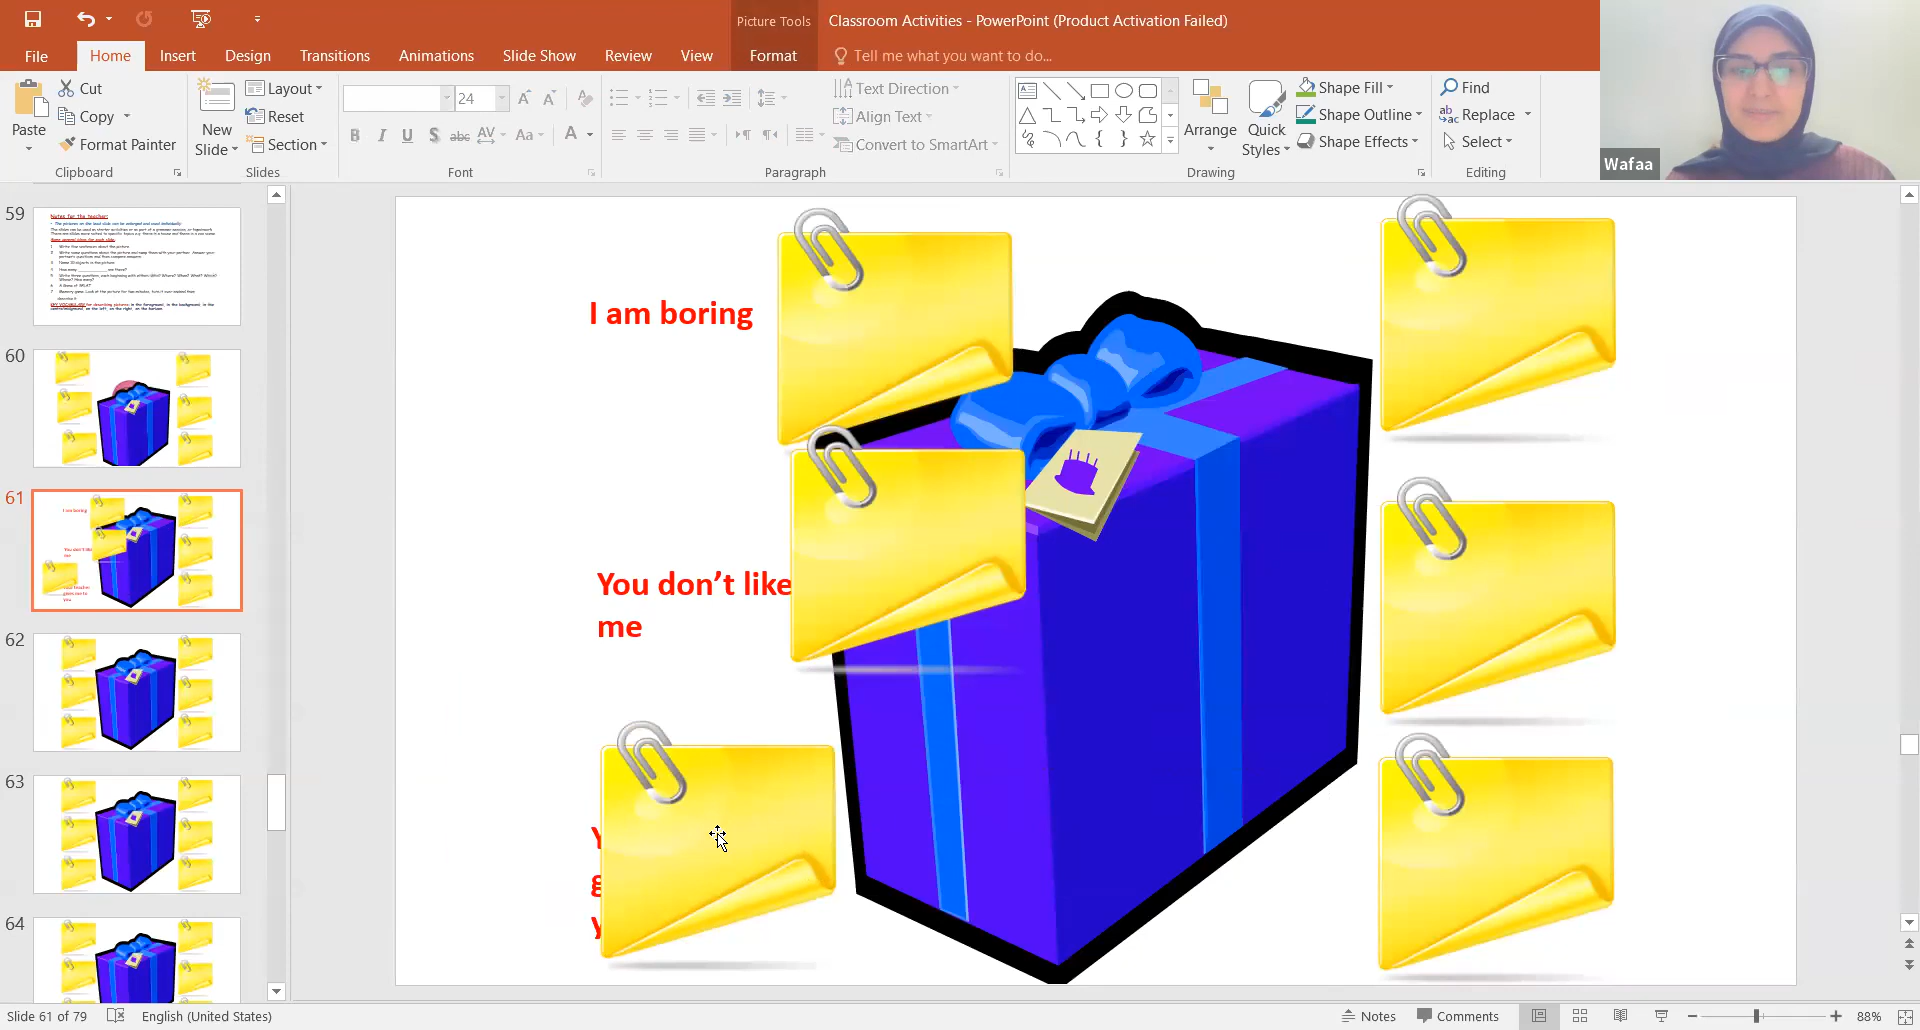 Picture Tools
Classroom Activities - PowerPoint (Product Activation Failed)
File
Home
Insert
Design
Transitions
Animations
Slide Show
Review
View
Format
Tell me what you want to do...
Paste
Cut
Copy
Format Painter
Clipboard
New Slide
Layout
Reset
Section
Slides
24
Font
Text Direction
Align Text
Convert to SmartArt
Paragraph
Arrange
Quick Styles
Shape Fill
Shape Outline
Shape Effects
Drawing
Find
Replace
Select
Editing
Wafaa
59
Notes for the teacher:
60
61
62
63
64
I am boring
You don’t like
me
Slide 61 of 79
English (United States)
Notes
Comments
88%